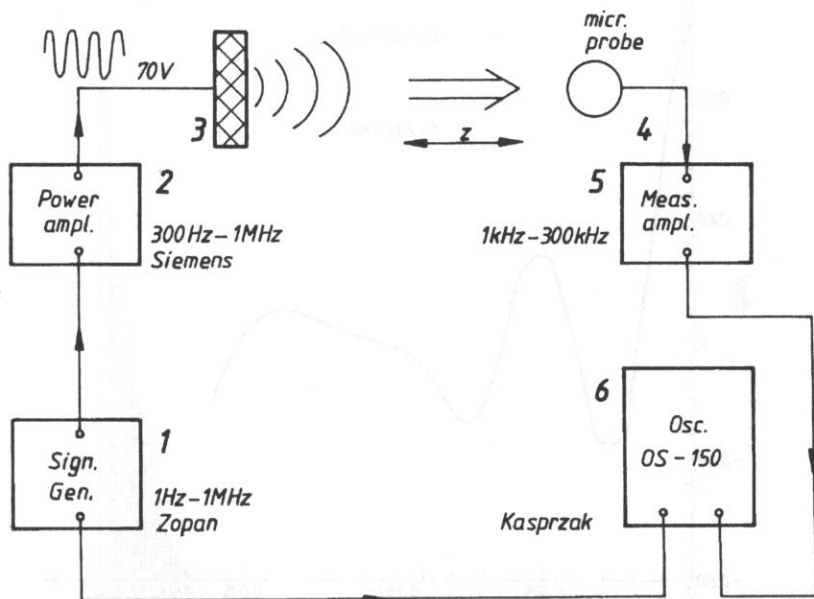 micr.
probe
70V
3
z
4
2
5
Power
ampl.
300Hz-1MHz
Siemens
Meas.
ampl.
1kHz-300kHz
6
Osc.
OS-150
1
Sign.
Gen.
1Hz-1MHz
Zopan
Kasprzak